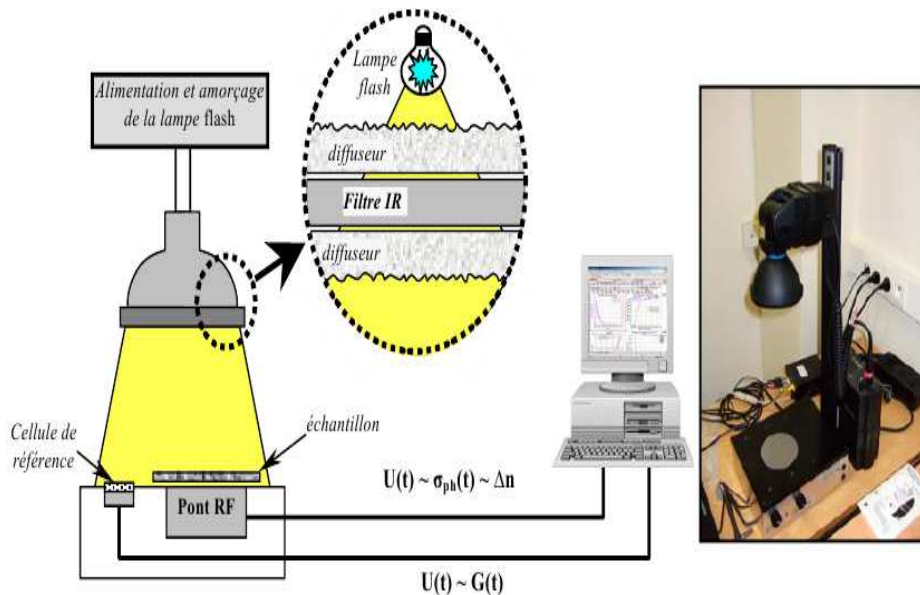 Alimentation et amorçage
de la lampe flash
Lampe
flash
diffuseur
Filtre IR
diffuseur
Cellule de
référence
échantillon
Pont RF
U(t) ~ σph(t) ~ Δn
U(t) ~ G(t)